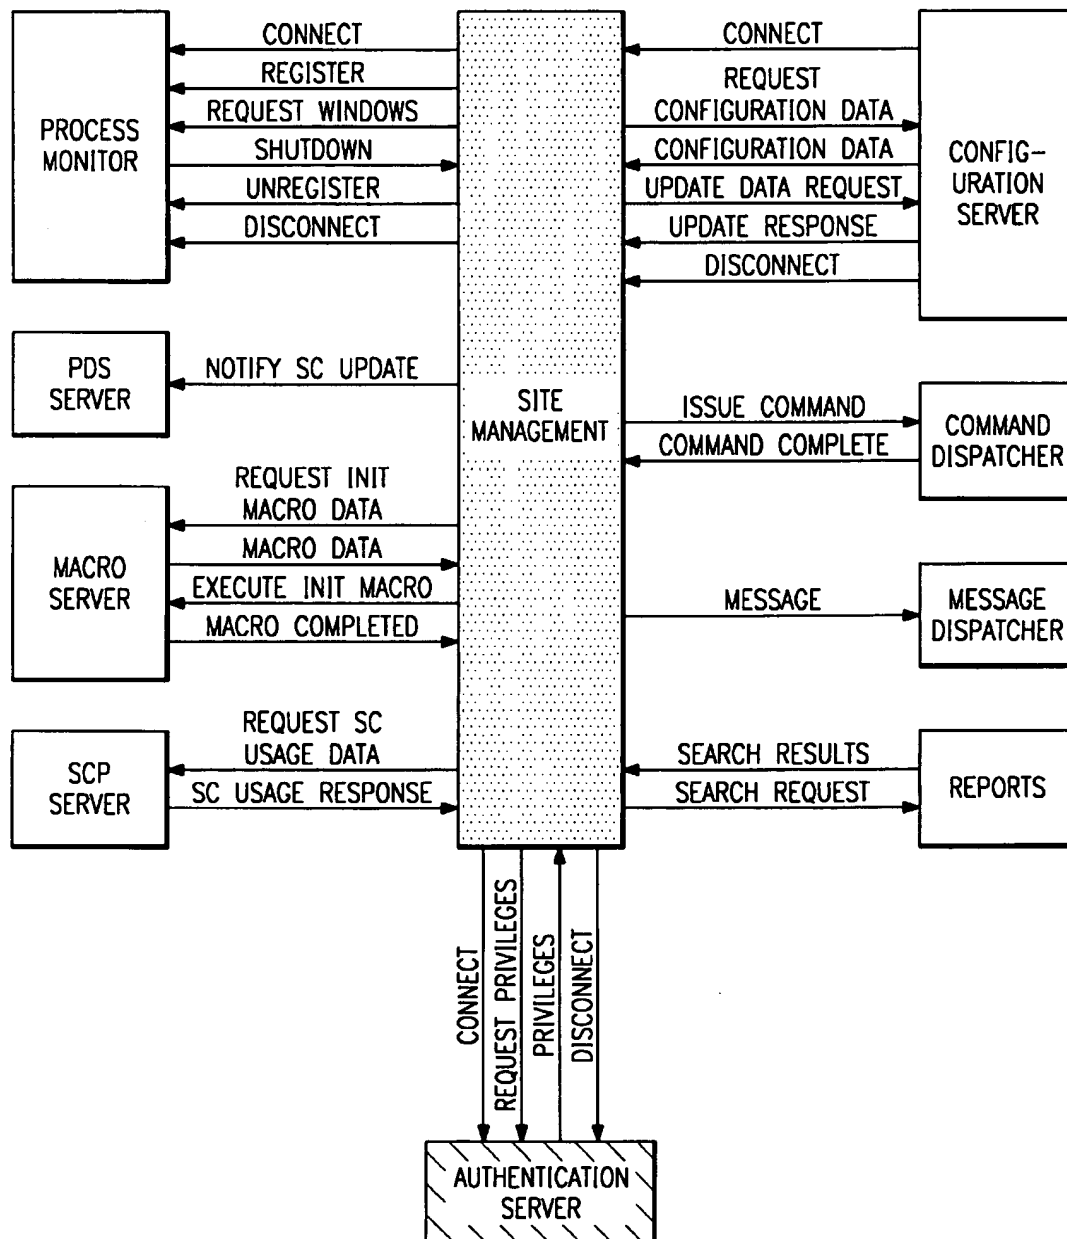 CONNECT
REGISTER
REQUEST WINDOWS
SHUTDOWN
UNREGISTER
DISCONNECT
PROCESS
MONITOR
CONNECT
REQUEST
CONFIGURATION DATA
CONFIGURATION DATA
UPDATE DATA REQUEST
UPDATE RESPONSE
DISCONNECT
CONFIG-
URATION
SERVER
PDS
SERVER
NOTIFY SC UPDATE
SITE
MANAGEMENT
ISSUE COMMAND
COMMAND COMPLETE
COMMAND
DISPATCHER
MACRO
SERVER
REQUEST INIT
MACRO DATA
MACRO DATA
EXECUTE INIT MACRO
MACRO COMPLETED
MESSAGE
MESSAGE
DISPATCHER
SCP
SERVER
REQUEST SC
USAGE DATA
SC USAGE RESPONSE
SEARCH RESULTS
SEARCH REQUEST
REPORTS
CONNECT
REQUEST PRIVILEGES
PRIVILEGES
DISCONNECT
AUTHENTICATION
SERVER